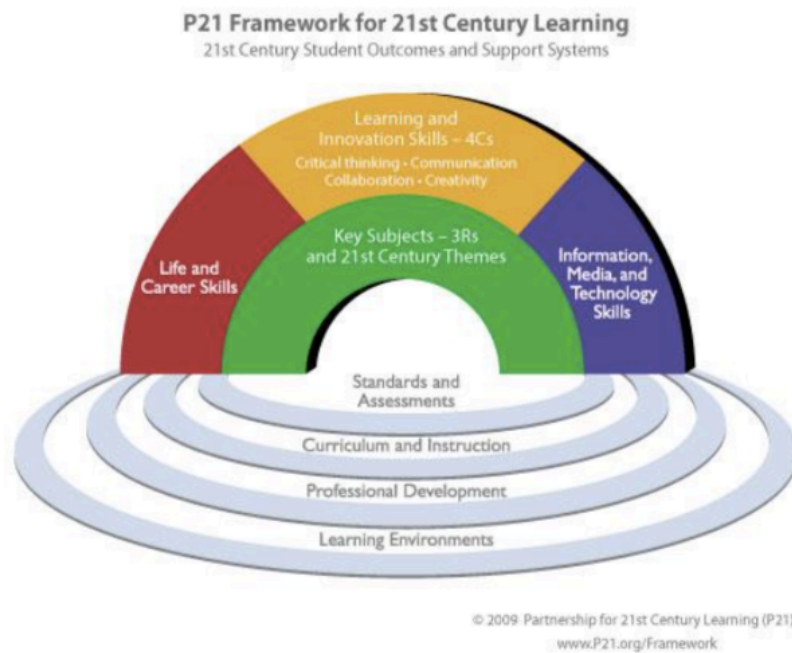 P21 Framework for 21st Century Learning
21st Century Student Outcomes and Support Systems
Learning and
Innovation Skills – 4Cs
Critical thinking • Communication
Collaboration • Creativity
Key Subjects – 3Rs
and 21st Century Themes
Life and
Career Skills
Information,
Media, and
Technology
Skills
Standards and
Assessments
Curriculum and Instruction
Professional Development
Learning Environments
© 2009 Partnership for 21st Century Learning (P21)
www.P21.org/Framework